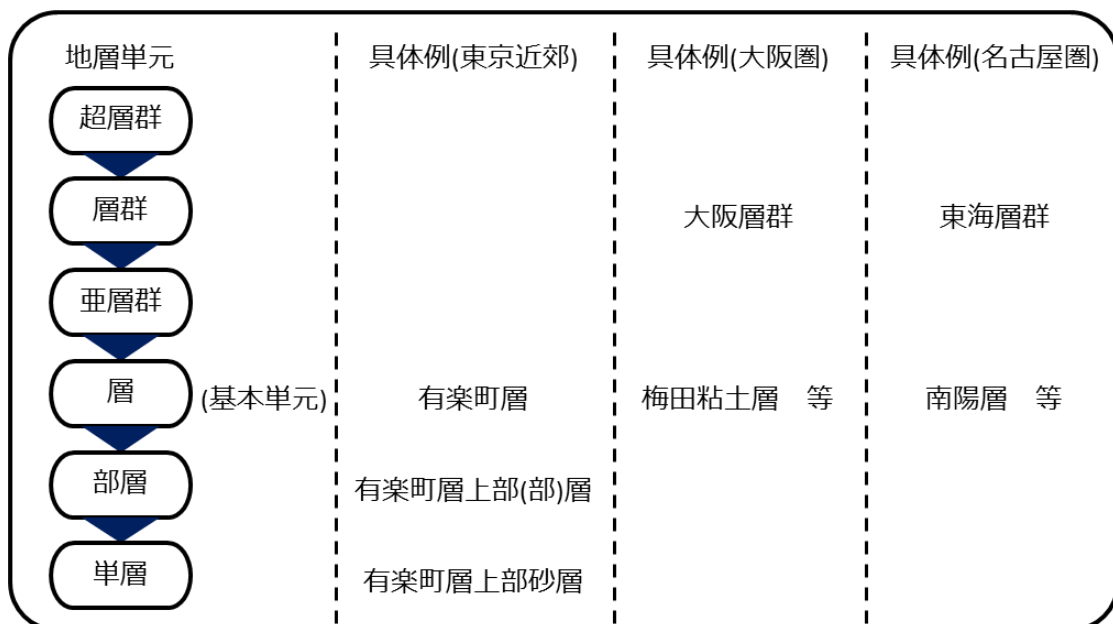 地層単元 具体例(東京近郊) 具体例(大阪圏) 具体例(名古屋圏)
超層群
層群 大阪層群 東海層群
亜層群
層 (基本単元) 有楽町層 梅田粘土層　等 南陽層　等
部層 有楽町層上部(部)層
単層 有楽町層上部砂層